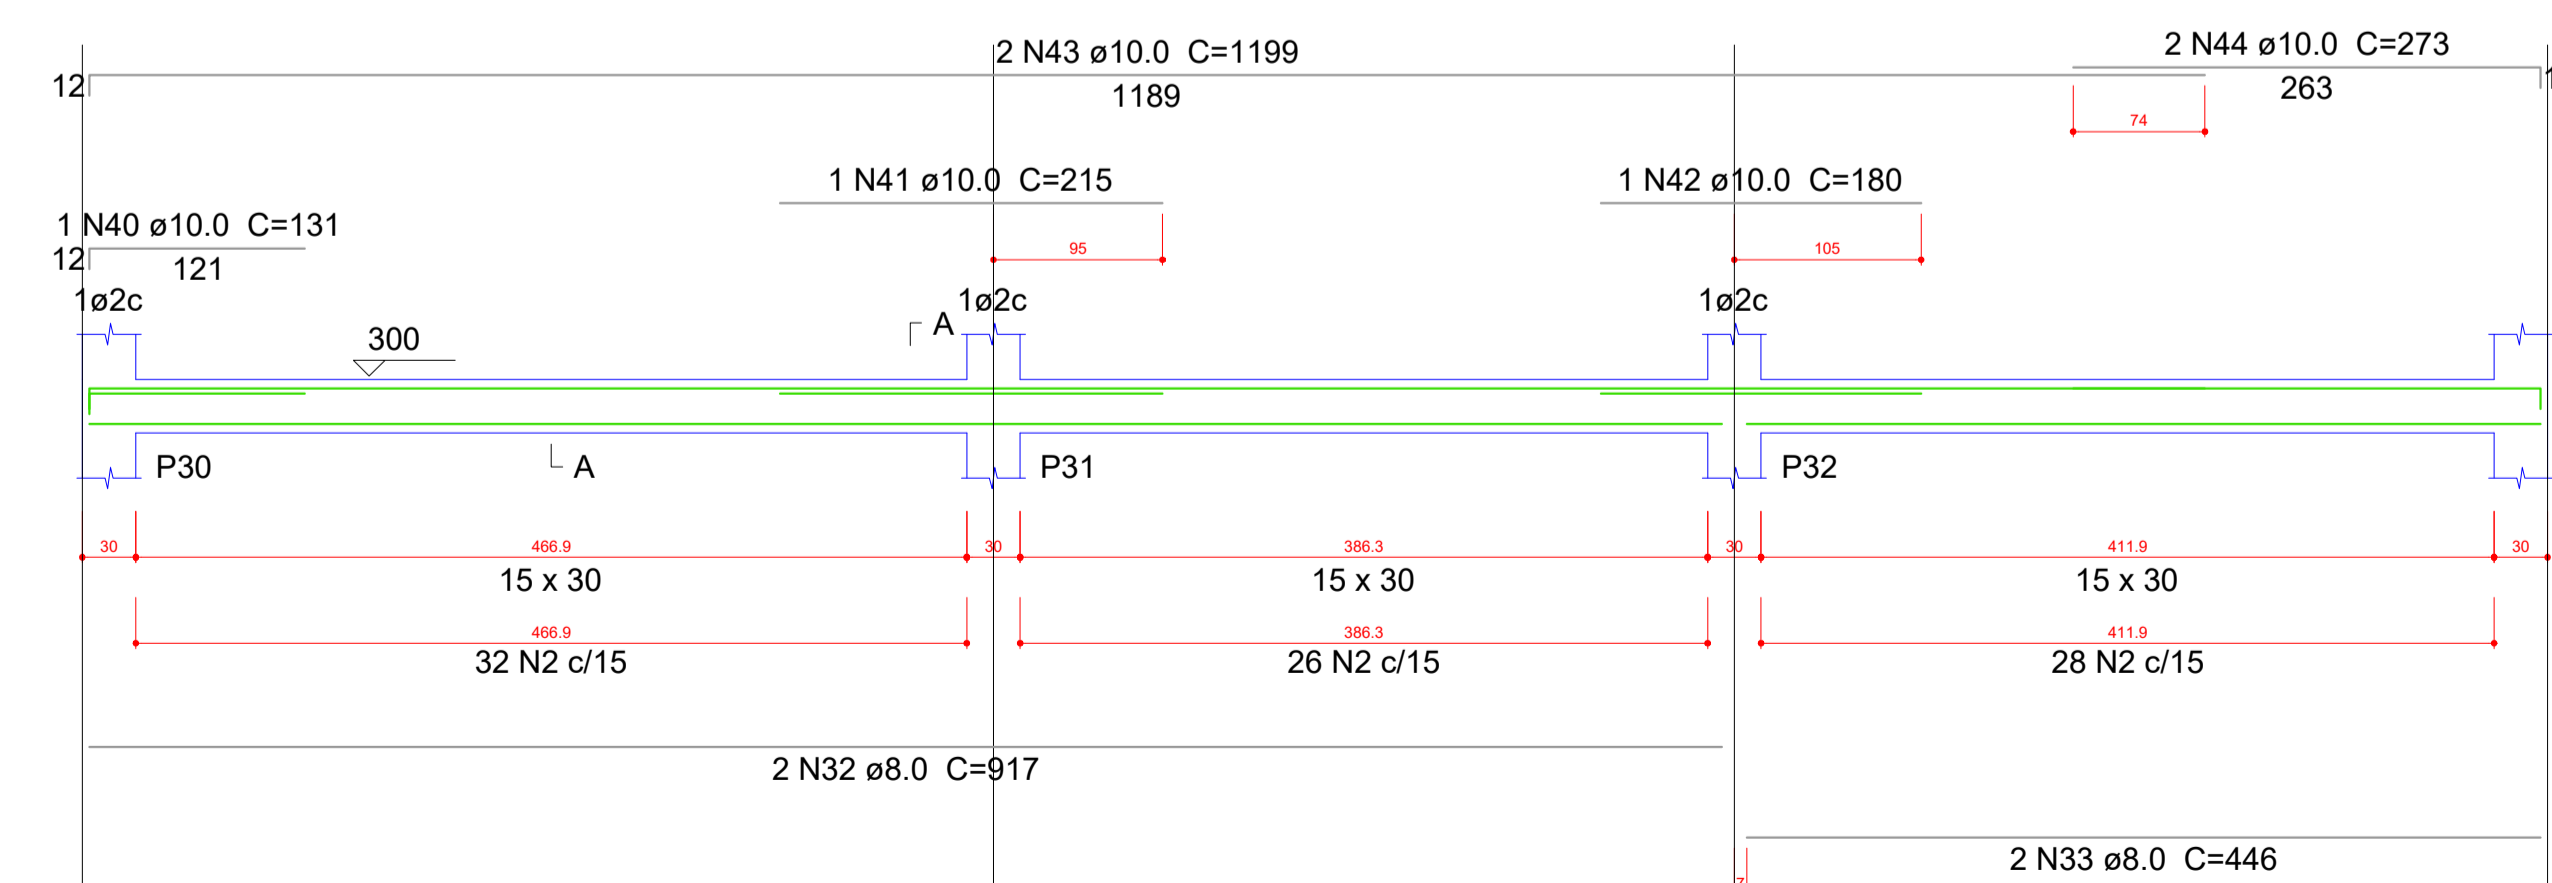 2 N43 ø10.0 C=1199
2 N44 ø10.0 C=273
12
1189
263
74
1 N41 ø10.0 C=215
1 N42 ø10.0 C=180
1 N40 ø10.0 C=131
95
105
12
121
1ø2c
1ø2c
1ø2c
300
A
P30
A
P31
P32
30
466.9
30
386.3
30
411.9
30
15 x 30
15 x 30
15 x 30
466.9
386.3
411.9
32 N2 c/15
26 N2 c/15
28 N2 c/15
2 N32 ø8.0 C=917
2 N33 ø8.0 C=446